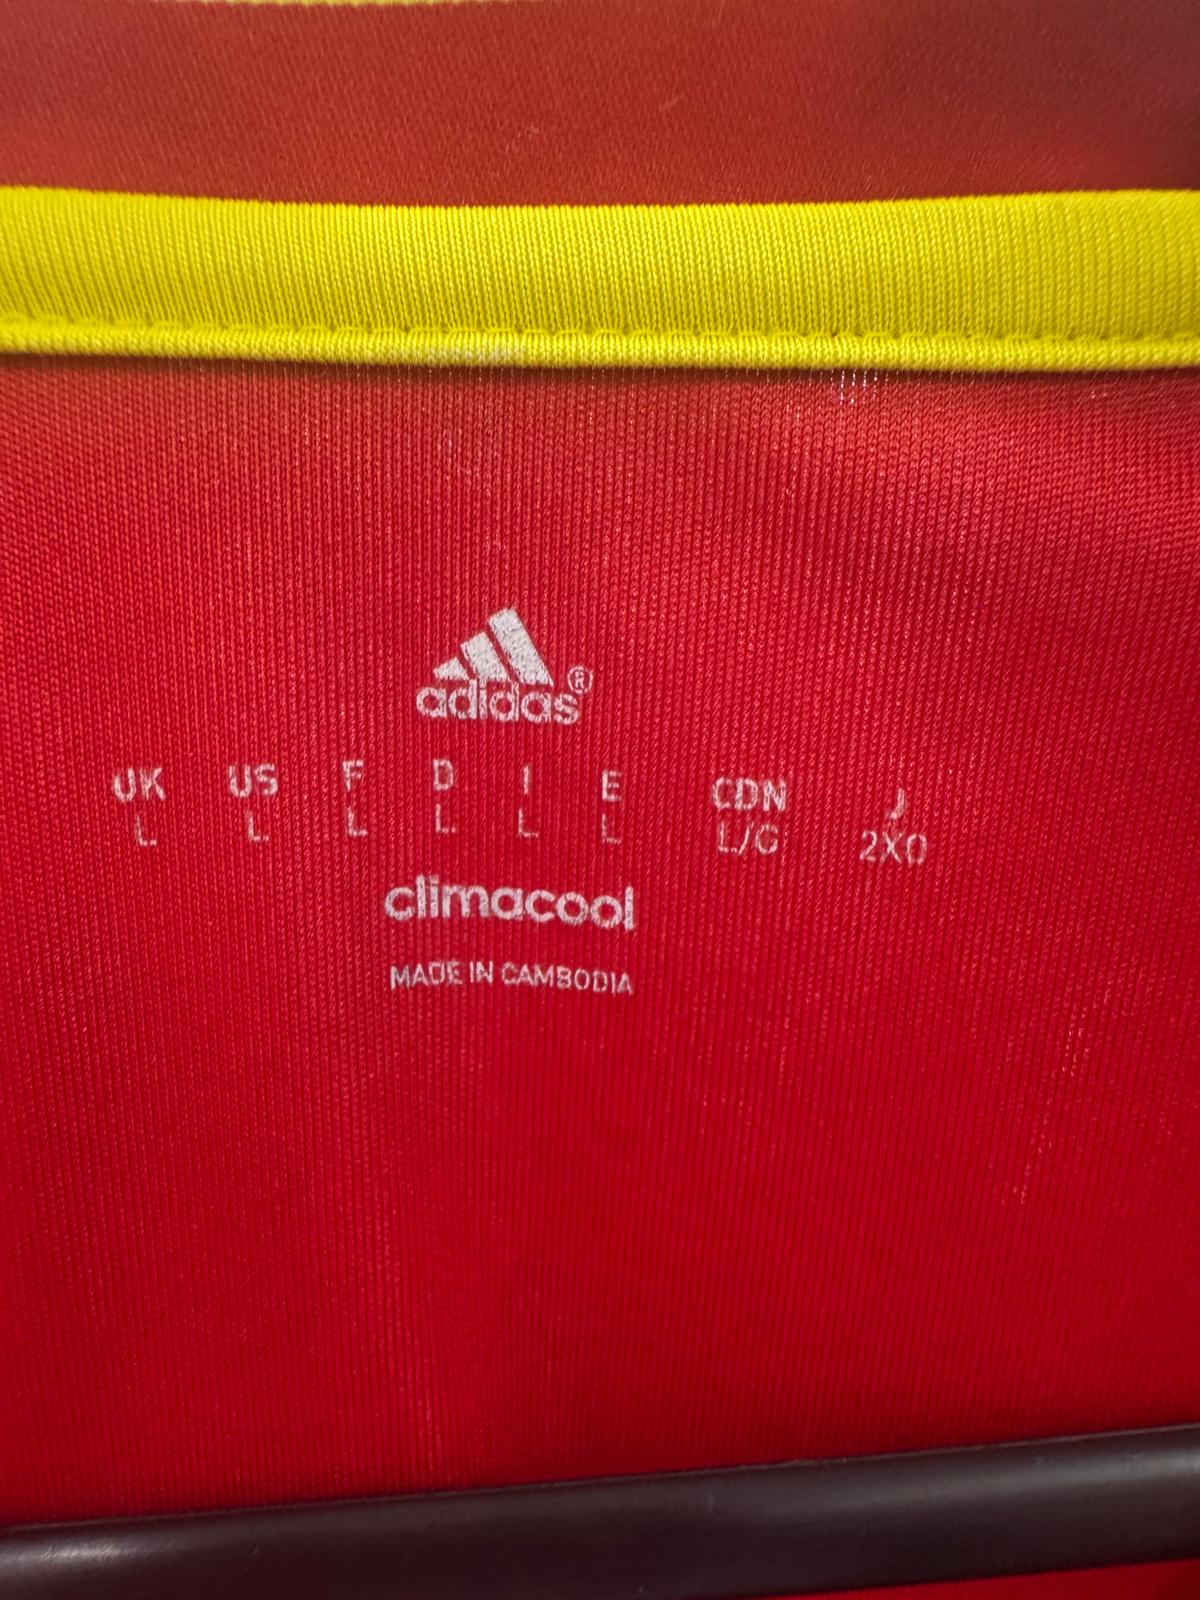 adidas®
UK US F D I E CDN J
L L L L L L L/G 2XO
climacool
MADE IN CAMBODIA